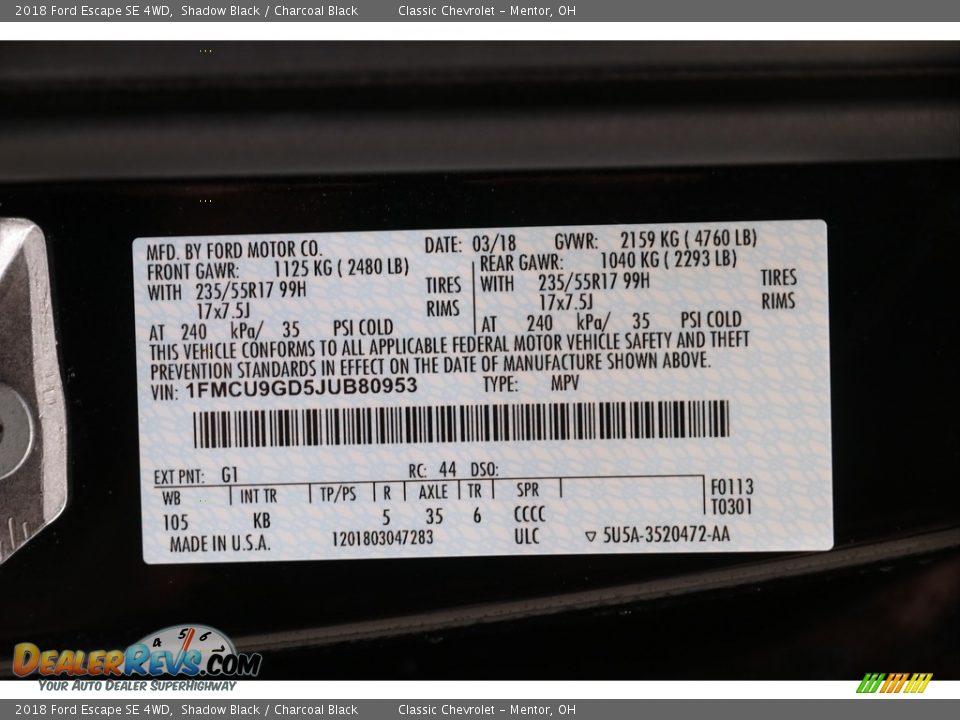 2018 Ford Escape SE 4WD, Shadow Black / Charcoal Black Classic Chevrolet – Mentor, OH
MFD. BY FORD MOTOR CO. DATE: 03/18 GVWR: 2159 KG ( 4760 LB)
FRONT GAWR: 1125 KG ( 2480 LB) REAR GAWR: 1040 KG ( 2293 LB)
WITH 235/55R17 99H TIRES WITH 235/55R17 99H TIRES
17x7.5J RIMS 17x7.5J RIMS
AT 240 kPa/ 35 PSI COLD AT 240 kPa/ 35 PSI COLD
THIS VEHICLE CONFORMS TO ALL APPLICABLE FEDERAL MOTOR VEHICLE SAFETY AND THEFT
PREVENTION STANDARDS IN EFFECT ON THE DATE OF MANUFACTURE SHOWN ABOVE.
VIN: 1FMCU9GD5JUB80953 TYPE: MPV
EXT PNT: G1 RC: 44 DSO:
WB INT TR TP/PS R AXLE TR SPR F0113
105 KB 5 35 6 CCCC T0301
MADE IN U.S.A. 1201803047283 ULC ▽ 5U5A-3520472-AA
4 5 6
DEALERREVS.COM
YOUR AUTO DEALER SUPERHIGHWAY
2018 Ford Escape SE 4WD, Shadow Black / Charcoal Black Classic Chevrolet – Mentor, OH